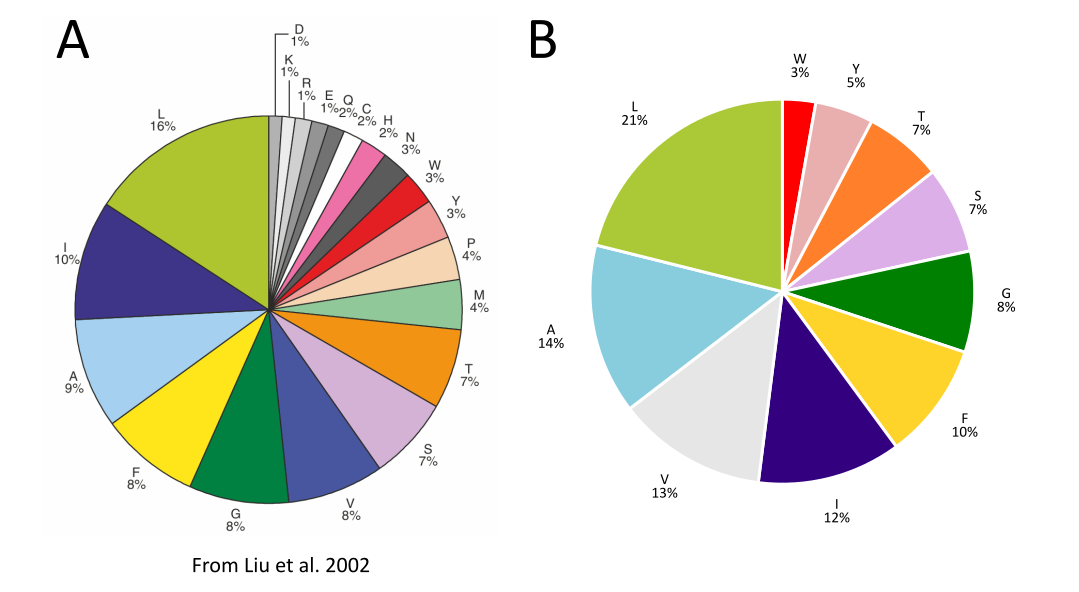 A
D
1%
K
1%
R
1%
E
1%
Q
2%
C
2%
H
2%
N
3%
W
3%
Y
3%
P
4%
M
4%
T
7%
S
7%
V
8%
G
8%
F
8%
A
9%
I
10%
L
16%
From Liu et al. 2002
B
W
3%
Y
5%
T
7%
S
7%
G
8%
F
10%
I
12%
V
13%
A
14%
L
21%